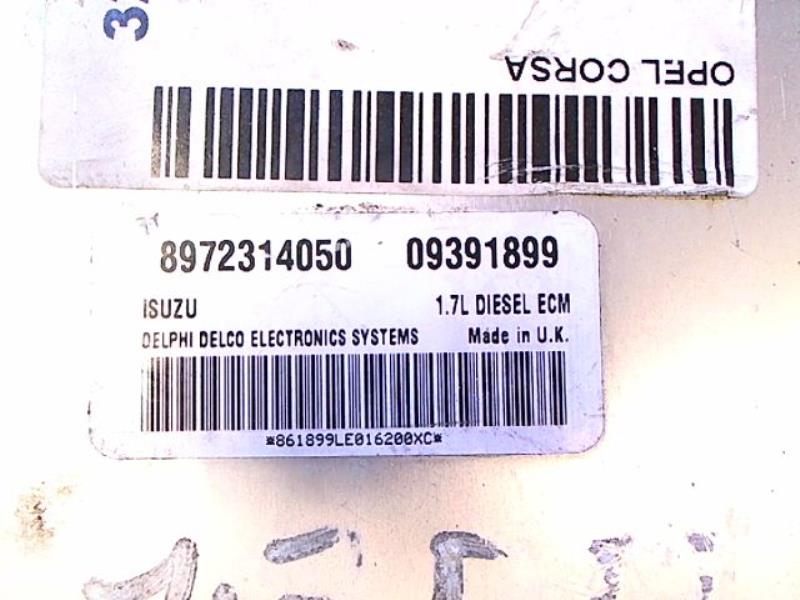 OPEL CORSA
8972314050 09391899
ISUZU 1.7L DIESEL ECM
DELPHI DELCO ELECTRONICS SYSTEMS Made in U.K.
*861899LE016200XC*